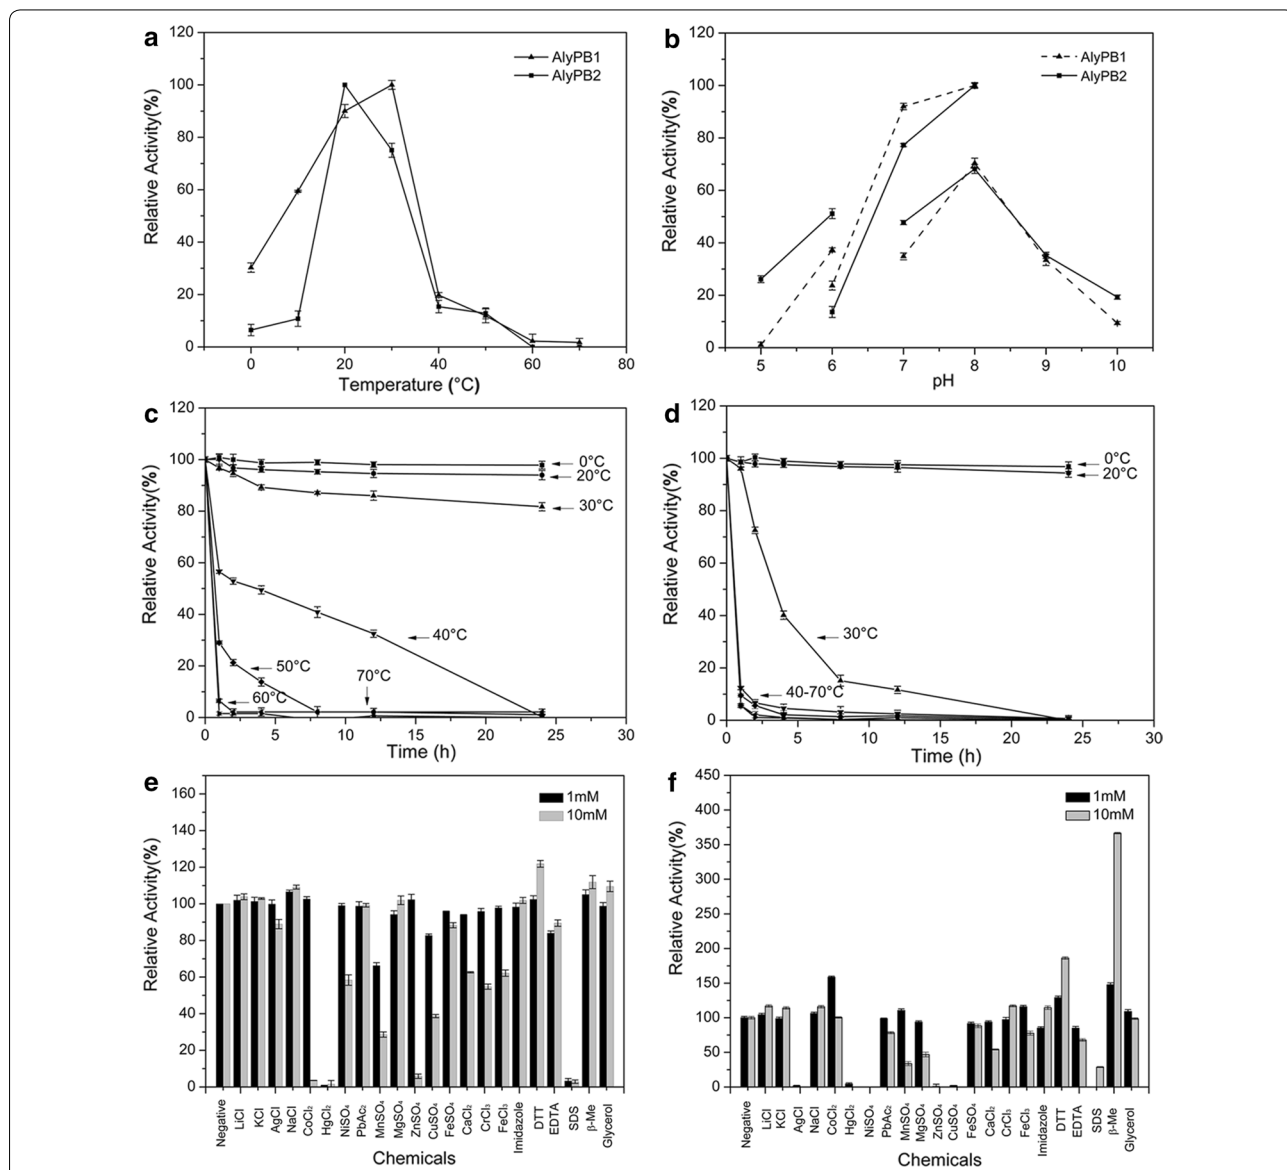 a
120
100
80
60
40
20
0
Relative Activity(%)
AlyPB1
AlyPB2
0
20
40
60
80
Temperature (°C)
b
120
100
80
60
40
20
0
Relative Activity(%)
AlyPB1
AlyPB2
5
6
7
8
9
10
pH
c
120
100
80
60
40
20
0
Relative Activity(%)
0°C
20°C
30°C
40°C
50°C
70°C
60°C
0
5
10
15
20
25
30
Time (h)
d
120
100
80
60
40
20
0
Relative Activity(%)
0°C
20°C
30°C
40-70°C
0
5
10
15
20
25
30
Time (h)
e
160
140
120
100
80
60
40
20
0
Relative Activity(%)
1mM
10mM
Negative
LiCl
KCl
AgCl
NaCl
CoCl₂
HgCl₂
NiSO₄
PbAc₂
MnSO₄
MgSO₄
ZnSO₄
CuSO₄
FeSO₄
CaCl₂
CrCl₃
FeCl₃
Imidazole
DTT
EDTA
SDS
β-Me
Glycerol
Chemicals
f
450
400
350
300
250
200
150
100
50
0
Relative Activity(%)
1mM
10mM
Negative
LiCl
KCl
AgCl
NaCl
CoCl₂
HgCl₂
NiSO₄
PbAc₂
MnSO₄
MgSO₄
ZnSO₄
CuSO₄
FeSO₄
CaCl₂
CrCl₃
FeCl₃
Imidazole
DTT
EDTA
SDS
β-Me
Glycerol
Chemicals